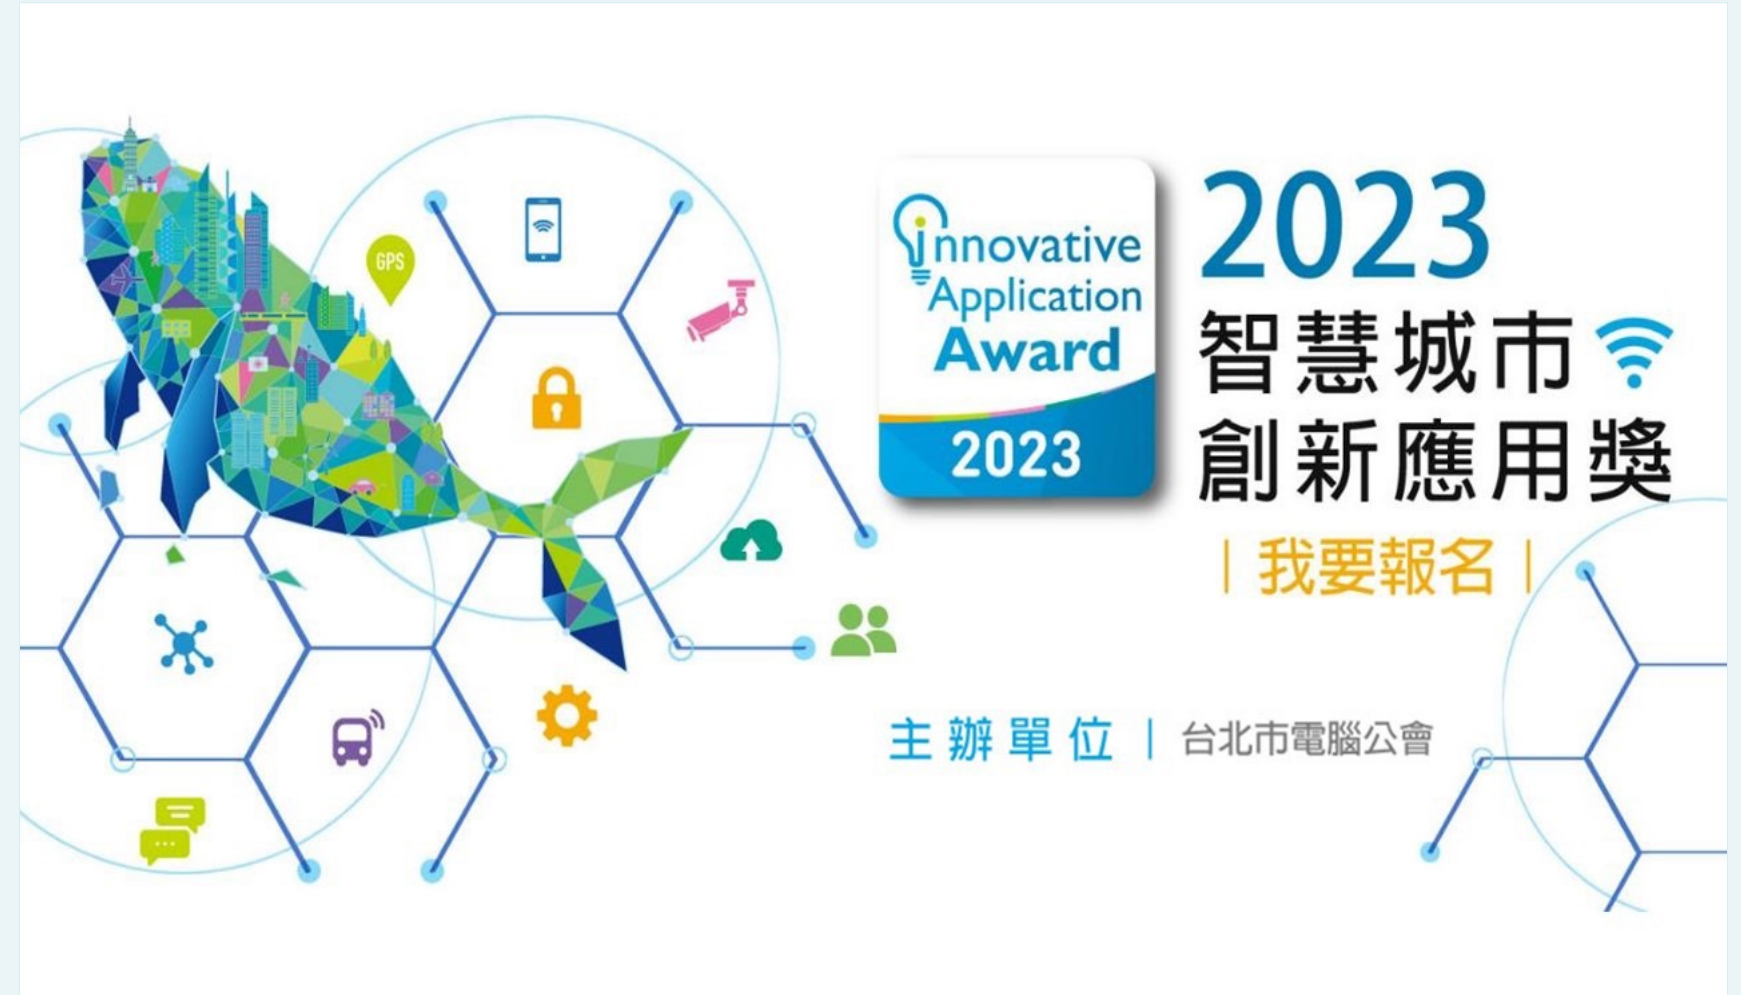 GPS
innovative
Application
Award
2023
2023
智慧城市
創新應用獎
｜我要報名｜
主辦單位｜台北市電腦公會